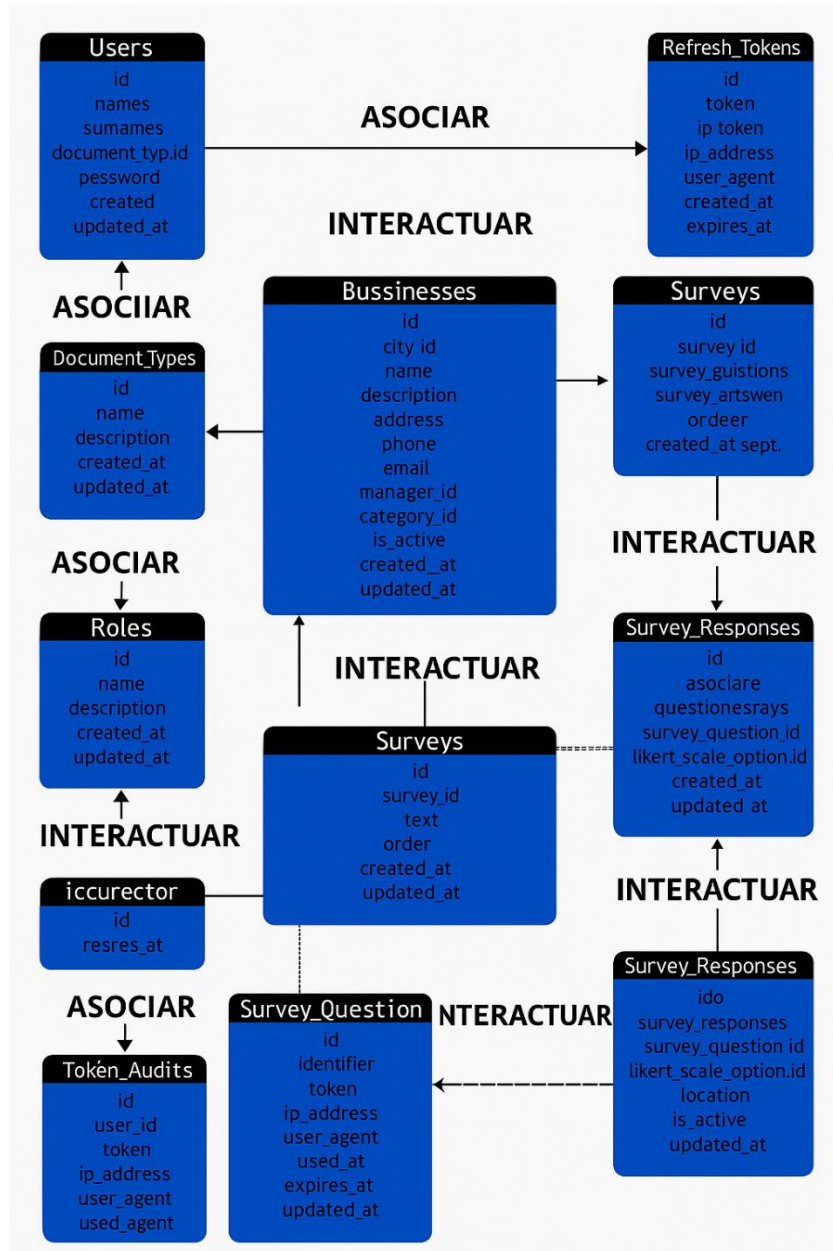 Users
id
names
sumames
document_typ.id
pessword
created
updated_at
ASOCIAR
Refresh_Tokens
id
token
ip token
ip_address
user_agent
created_at
expires_at
INTERACTUAR
ASOCIIAR
Document_Types
id
name
description
created_at
updated_at
Bussinesses
id
city id
name
description
address
phone
email
manager_id
category_id
is_active
created_at
updated_at
Surveys
id
survey id
survey_guistions
survey_artswen
ordeer
created_at sept.
INTERACTUAR
ASOCIAR
Roles
id
name
description
created_at
updated_at
INTERACTUAR
INTERACTUAR
Surveys
id
survey_id
text
order
created_at
updated_at
Survey_Responses
id
asociare
questionesrays
survey_question_id
likert_scale_option.id
created_at
updated at
INTERACTUAR
iccurector
id
resres_at
ASOCIAR
Token_Audits
id
user_id
token
ip_address
user_agent
used_agent
Survey_Question
id
identifier
token
ip_address
user_agent
used_at
expires_at
updated_at
NTERACTUAR
Survey_Responses
ido
survey_responses
survey_question id
likert_scale_option.id
location
is_active
updated_at